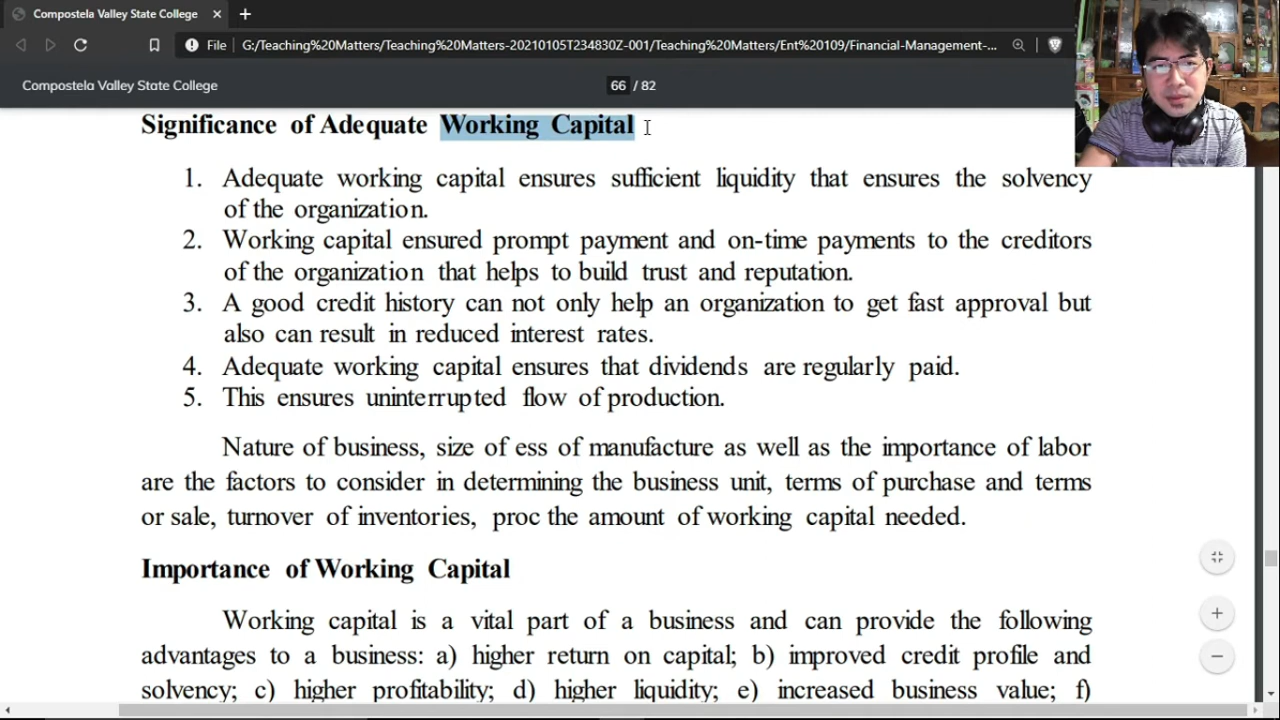 Compostela Valley State College
File G:/Teaching%20Matters/Teaching%20Matters-20210105T234830Z-001/Teaching%20Matters/Ent%20109/Financial-Management-...
Compostela Valley State College 66 / 82
Significance of Adequate Working Capital
1. Adequate working capital ensures sufficient liquidity that ensures the solvency
of the organization.
2. Working capital ensured prompt payment and on-time payments to the creditors
of the organization that helps to build trust and reputation.
3. A good credit history can not only help an organization to get fast approval but
also can result in reduced interest rates.
4. Adequate working capital ensures that dividends are regularly paid.
5. This ensures uninterrupted flow of production.
Nature of business, size of ess of manufacture as well as the importance of labor
are the factors to consider in determining the business unit, terms of purchase and terms
or sale, turnover of inventories, proc the amount of working capital needed.
Importance of Working Capital
Working capital is a vital part of a business and can provide the following
advantages to a business: a) higher return on capital; b) improved credit profile and
solvency; c) higher profitability; d) higher liquidity; e) increased business value; f)